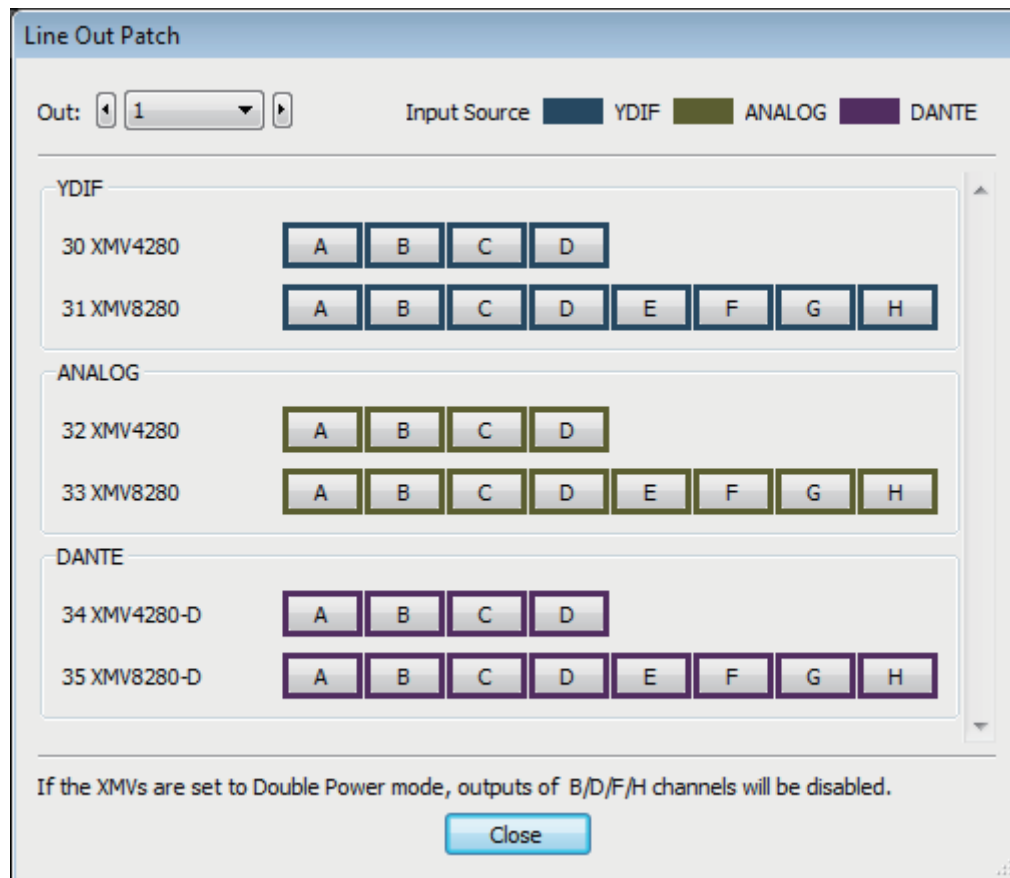 Line Out Patch
Out: 1 Input Source YDIF ANALOG DANTE
YDIF
30 XMV4280 A B C D
31 XMV8280 A B C D E F G H
ANALOG
32 XMV4280 A B C D
33 XMV8280 A B C D E F G H
DANTE
34 XMV4280-D A B C D
35 XMV8280-D A B C D E F G H
If the XMVs are set to Double Power mode, outputs of B/D/F/H channels will be disabled.
Close